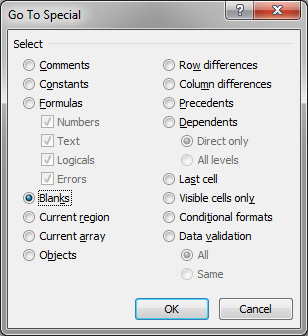 Go To Special
Select
Comments
Constants
Formulas
Numbers
Text
Logicals
Errors
Blanks
Current region
Current array
Objects
Row differences
Column differences
Precedents
Dependents
Direct only
All levels
Last cell
Visible cells only
Conditional formats
Data validation
All
Same
OK
Cancel